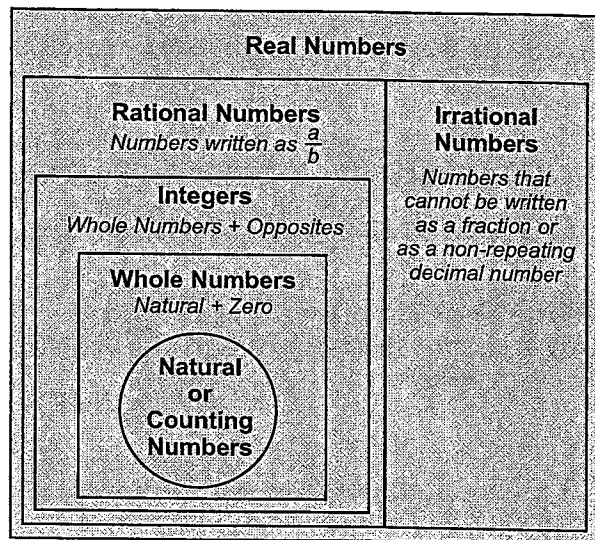 Real Numbers
Rational Numbers
Numbers written as a/b
Integers
Whole Numbers + Opposites
Whole Numbers
Natural + Zero
Natural
or
Counting
Numbers
Irrational
Numbers
Numbers that
cannot be written
as a fraction or
as a non-repeating
decimal number